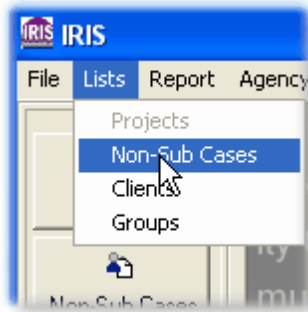 IRIS IRIS
File Lists Report Agency
Projects
Non-Sub Cases
Clients
Groups
Non-Sub Cases